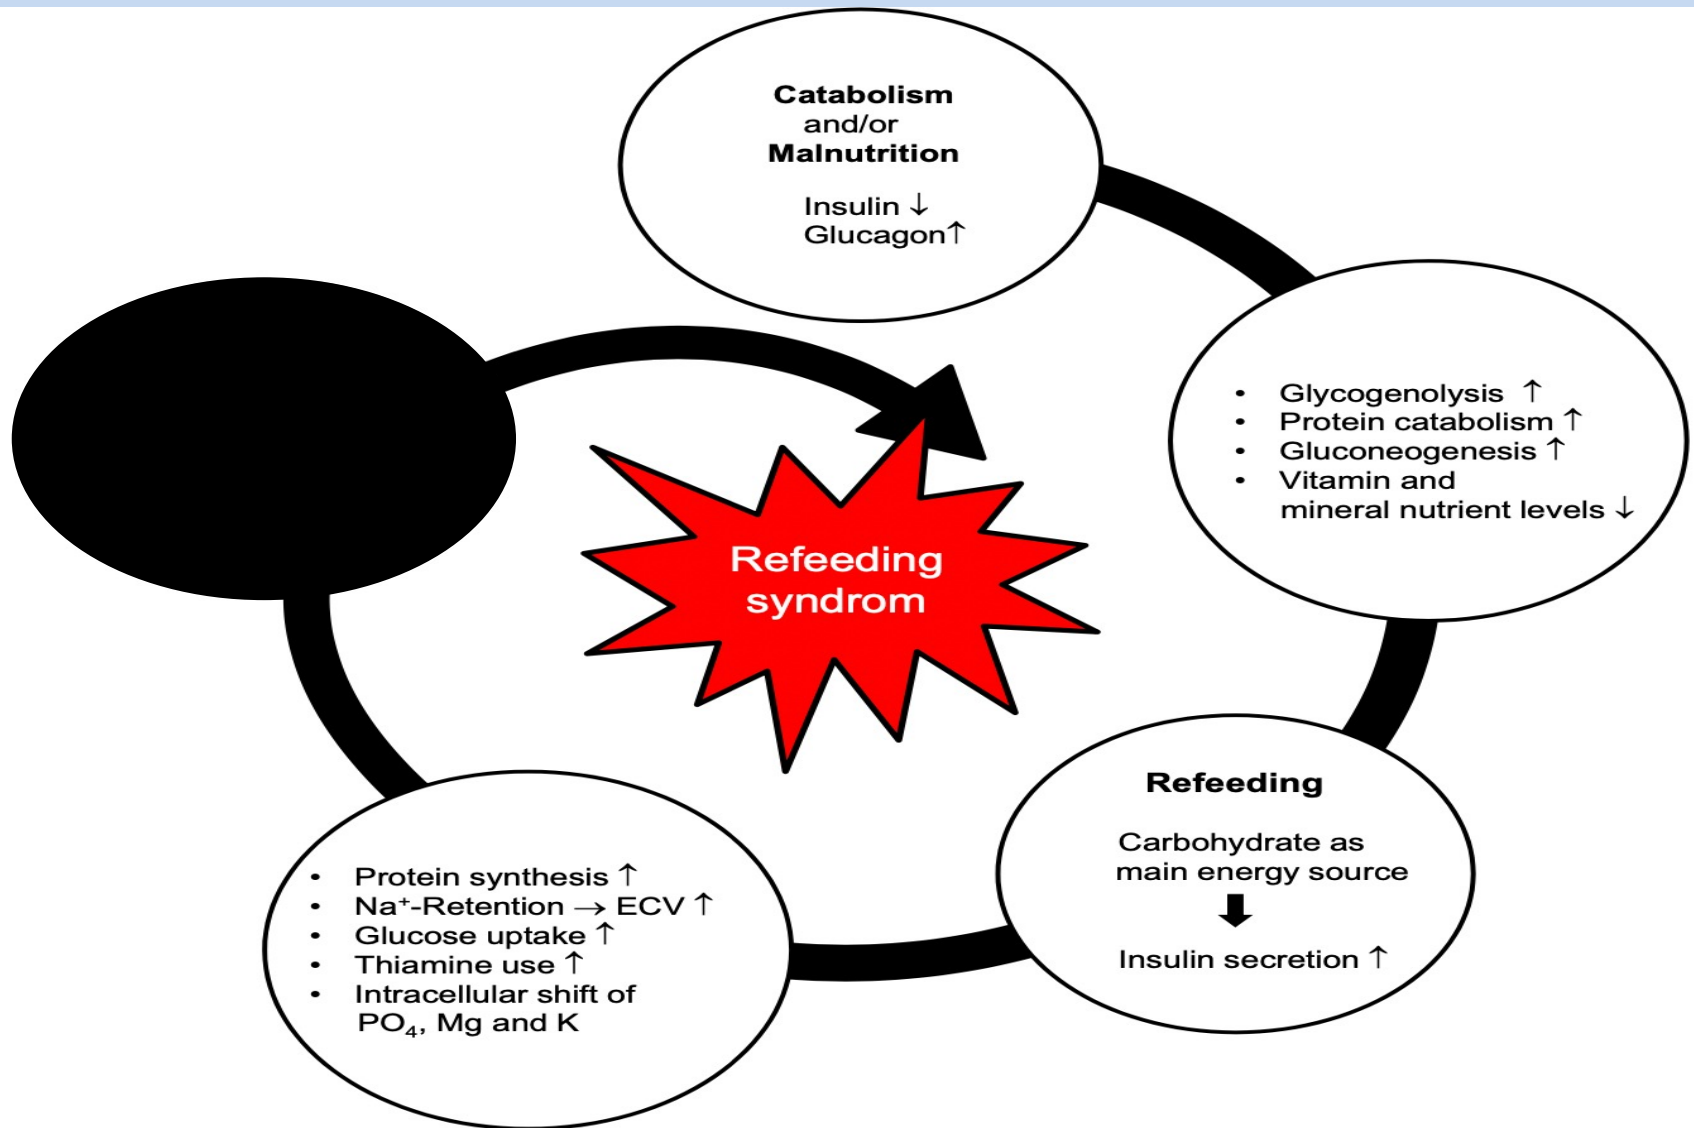 Catabolism
and/or
Malnutrition
Insulin ↓
Glucagon↑
• Glycogenolysis ↑
• Protein catabolism ↑
• Gluconeogenesis ↑
• Vitamin and
mineral nutrient levels ↓
Refeeding
Carbohydrate as
main energy source
Insulin secretion ↑
• Protein synthesis ↑
• Na⁺-Retention → ECV ↑
• Glucose uptake ↑
• Thiamine use ↑
• Intracellular shift of
PO₄, Mg and K
Refeeding
syndrom